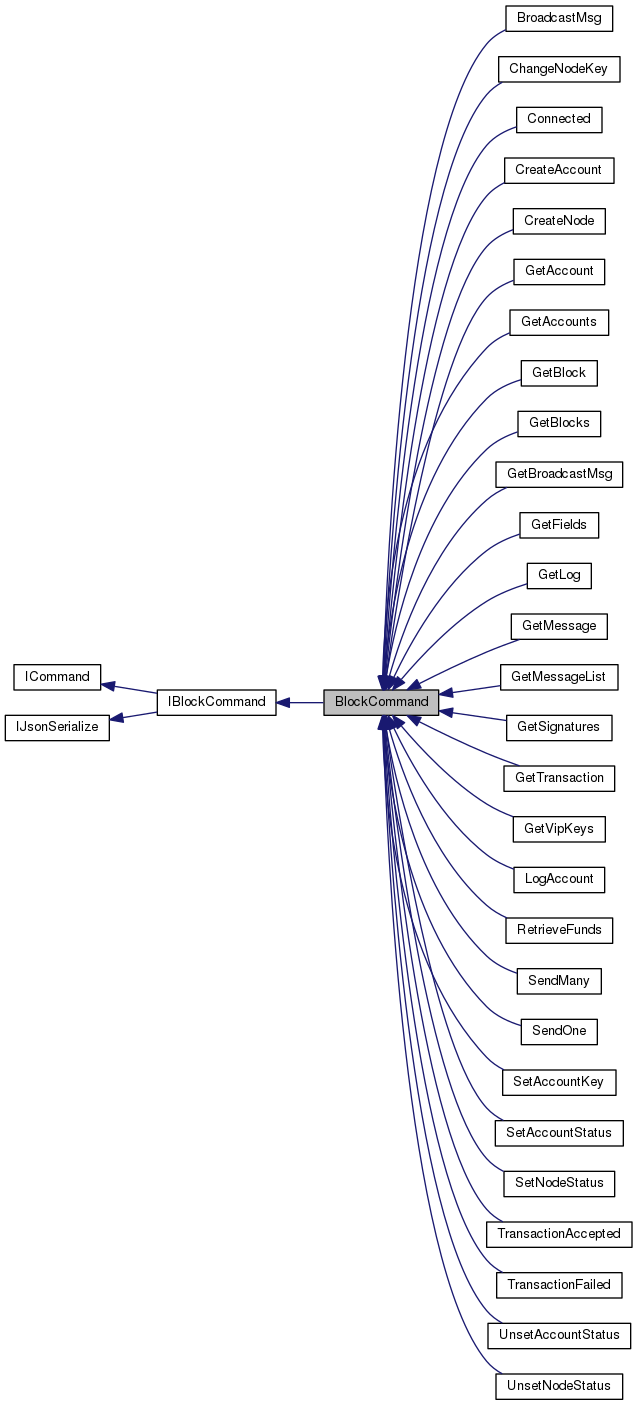 BroadcastMsg
ChangeNodeKey
Connected
CreateAccount
CreateNode
GetAccount
GetAccounts
GetBlock
GetBlocks
GetBroadcastMsg
GetFields
GetLog
GetMessage
ICommand
IJsonSerialize
IBlockCommand
BlockCommand
GetMessageList
GetSignatures
GetTransaction
GetVipKeys
LogAccount
RetrieveFunds
SendMany
SendOne
SetAccountKey
SetAccountStatus
SetNodeStatus
TransactionAccepted
TransactionFailed
UnsetAccountStatus
UnsetNodeStatus